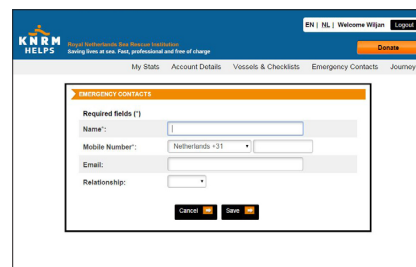 EN | NL | Welcome Wiljan Logout
KNRM
HELPS
Royal Netherlands Sea Rescue Institution
Saving lives at sea. Fast, professional and free of charge
Donate
My Stats Account Details Vessels & Checklists Emergency Contacts Journey
EMERGENCY CONTACTS
Required fields (*)
Name*:
Mobile Number*: Netherlands +31
Email:
Relationship:
Cancel Save